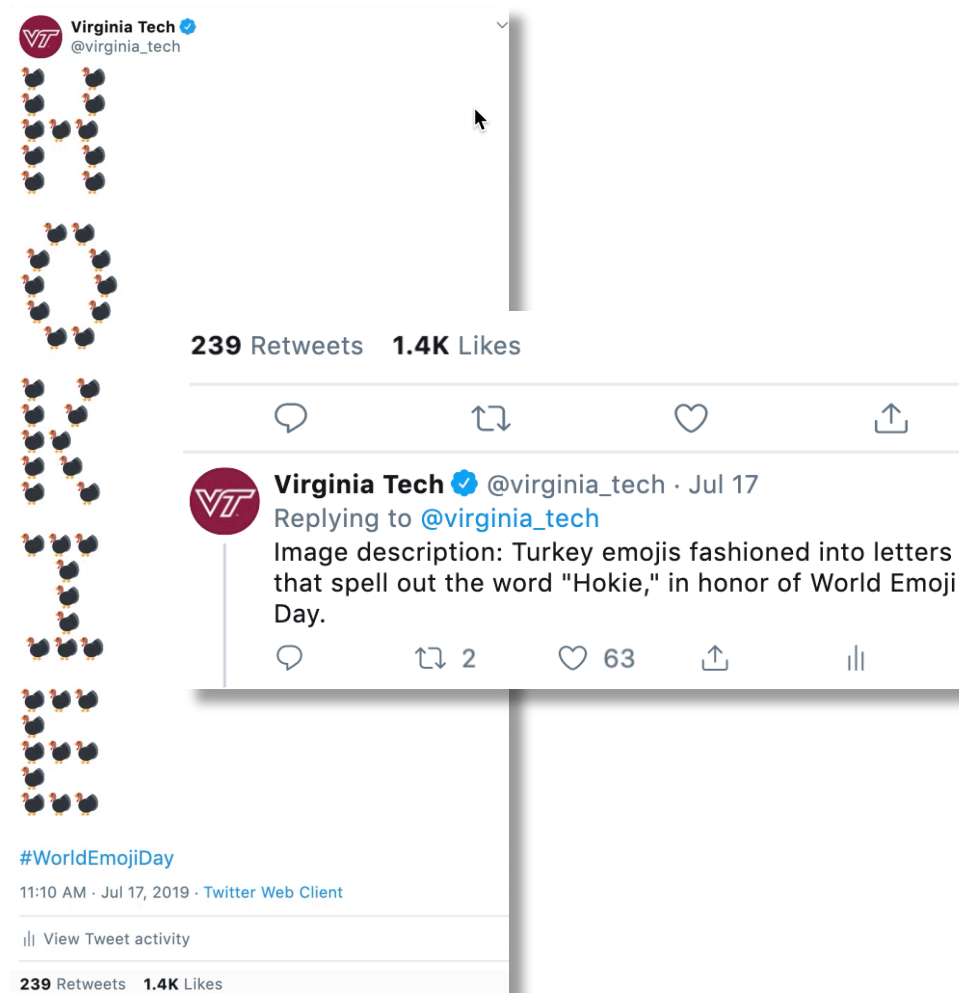 Virginia Tech
@virginia_tech
HOKIE
#WorldEmojiDay
11:10 AM · Jul 17, 2019 · Twitter Web Client
View Tweet activity
239 Retweets 1.4K Likes
239 Retweets 1.4K Likes
VT
Virginia Tech @virginia_tech · Jul 17
Replying to @virginia_tech
Image description: Turkey emojis fashioned into letters
that spell out the word "Hokie," in honor of World Emoji
Day.
2 63